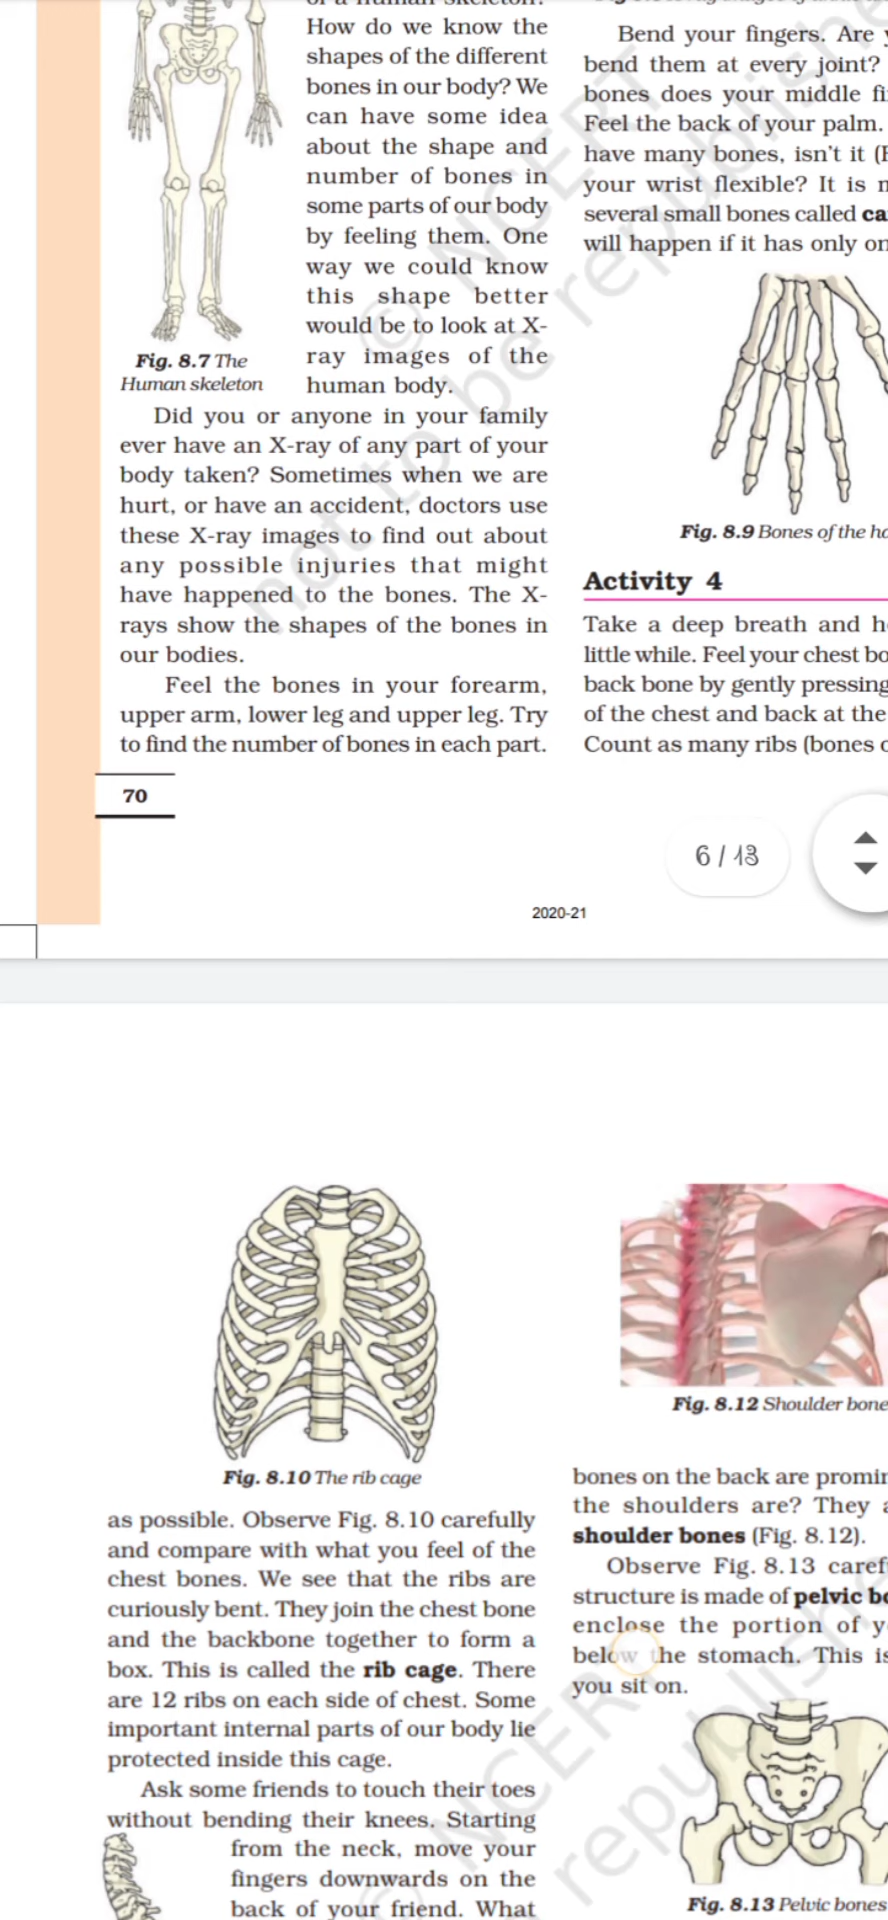 How do we know the
shapes of the different
bones in our body? We
can have some idea
about the shape and
number of bones in
some parts of our body
by feeling them. One
way we could know
this shape better
would be to look at X-
ray images of the
human body.
Fig. 8.7 The
Human skeleton
Did you or anyone in your family
ever have an X-ray of any part of your
body taken? Sometimes when we are
hurt, or have an accident, doctors use
these X-ray images to find out about
any possible injuries that might
have happened to the bones. The X-
rays show the shapes of the bones in
our bodies.
Feel the bones in your forearm,
upper arm, lower leg and upper leg. Try
to find the number of bones in each part.
70
Bend your fingers. Are
bend them at every joint?
bones does your middle
Feel the back of your palm.
have many bones, isn't it
your wrist flexible? It is
several small bones called
will happen if it has only
Fig. 8.9 Bones of the
Activity 4
Take a deep breath and
little while. Feel your chest
back bone by gently pressing
of the chest and back at the
Count as many ribs (bones
6 / 13
2020-21
© NCERT
not to be republished
Fig. 8.10 The rib cage
as possible. Observe Fig. 8.10 carefully
and compare with what you feel of the
chest bones. We see that the ribs are
curiously bent. They join the chest bone
and the backbone together to form a
box. This is called the rib cage. There
are 12 ribs on each side of chest. Some
important internal parts of our body lie
protected inside this cage.
Ask some friends to touch their toes
without bending their knees. Starting
from the neck, move your
fingers downwards on the
back of your friend. What
Fig. 8.12 Shoulder bone
bones on the back are
the shoulders are? They
shoulder bones (Fig. 8.12).
Observe Fig. 8.13
structure is made of pelvic
enclose the portion of
below the stomach. This
you sit on.
Fig. 8.13 Pelvic bones
© NCERT